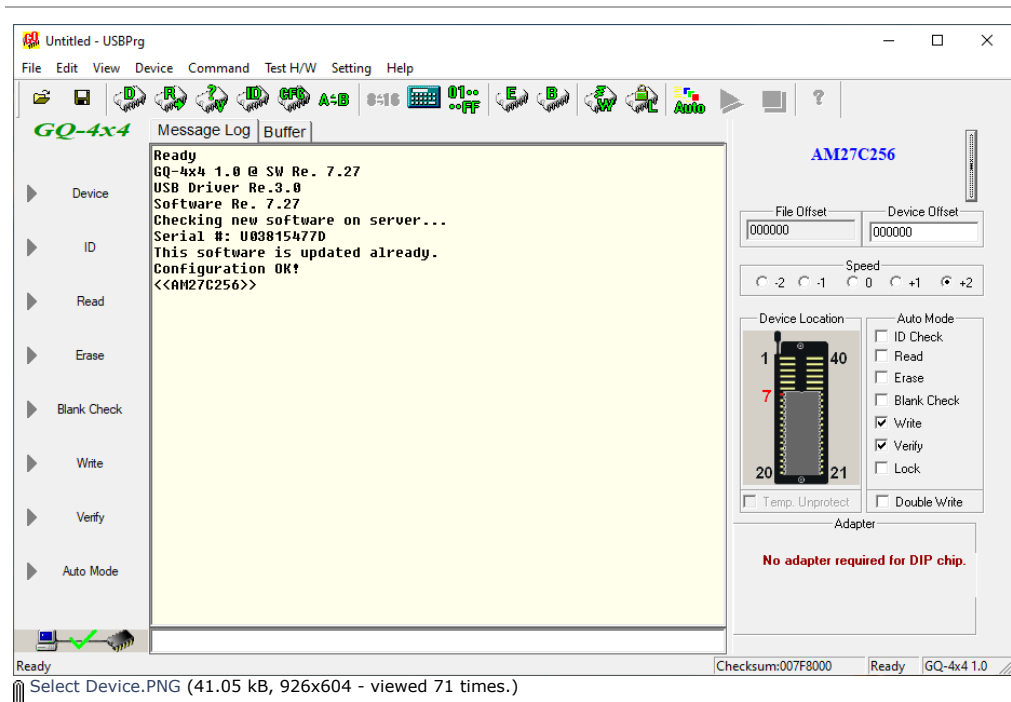 Untitled - USBPrg
File Edit View Device Command Test H/W Setting Help
D R ? ID CFG A≑B 8≑16 01•• ••FF E B E/W L Auto ?
GQ-4x4
Message Log Buffer
Ready
GQ-4x4 1.0 @ SW Re. 7.27
USB Driver Re.3.0
Software Re. 7.27
Checking new software on server...
Serial #: U03815477D
This software is updated already.
Configuration OK!
<<AM27C256>>
Device
ID
Read
Erase
Blank Check
Write
Verify
Auto Mode
AM27C256
File Offset Device Offset
000000 000000
Speed
-2 -1 0 +1 +2
Device Location
1 40
7
20 21
Temp. Unprotect
Auto Mode
ID Check
Read
Erase
Blank Check
Write
Verify
Lock
Double Write
Adapter
No adapter required for DIP chip.
Ready Checksum:007F8000 Ready GQ-4x4 1.0
Select Device.PNG (41.05 kB, 926x604 - viewed 71 times.)